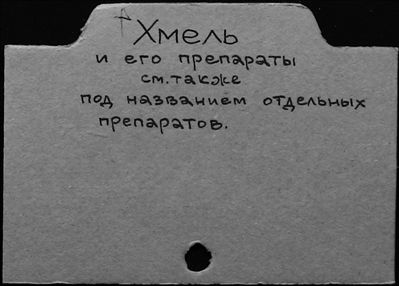 Хмель
и его препараты
см. также
под названием отдельных
препаратов.